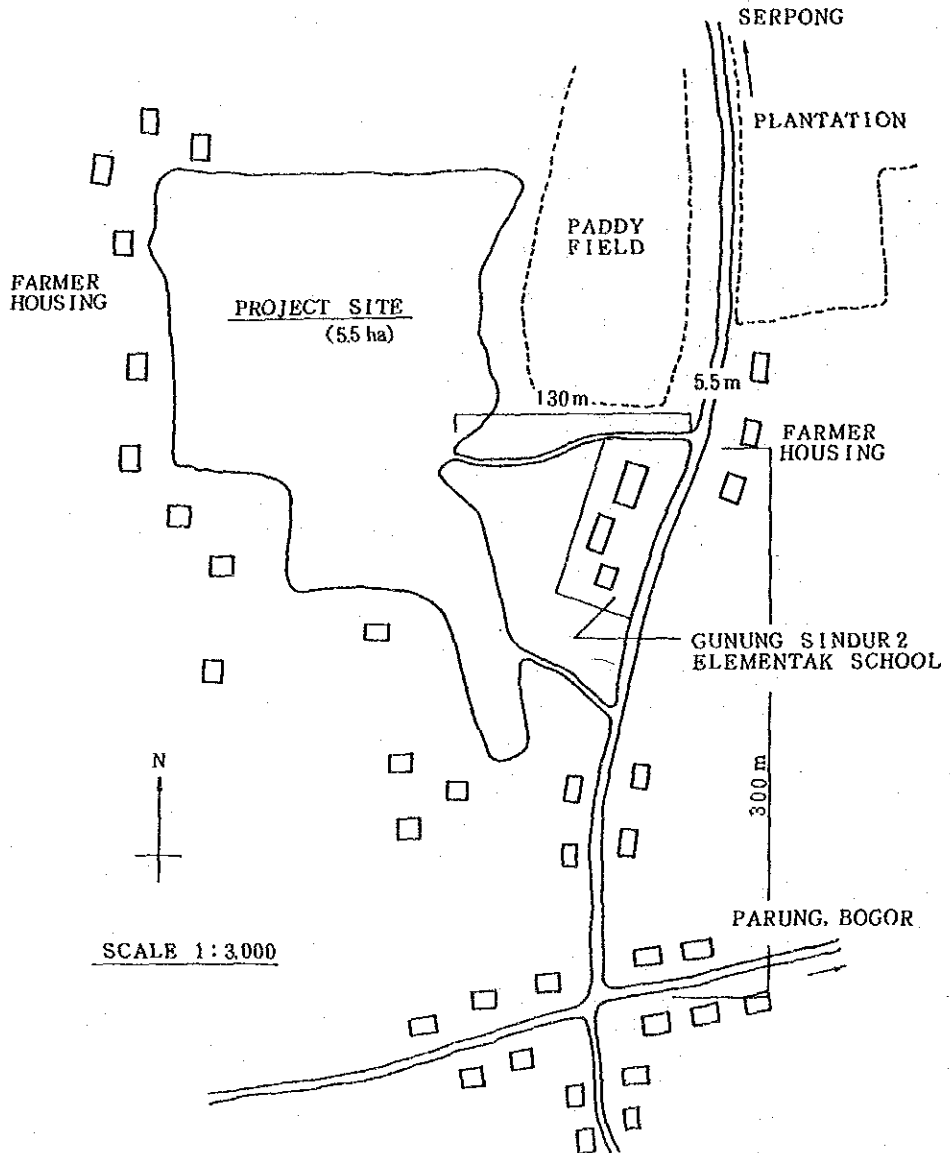 SERPONG
PLANTATION
PADDY
FIELD
FARMER
HOUSING
PROJECT SITE
(5.5 ha)
5.5m
130m
FARMER
HOUSING
GUNUNG SINDUR 2
ELEMENTAK SCHOOL
N
300m
PARUNG, BOGOR
SCALE 1:3,000